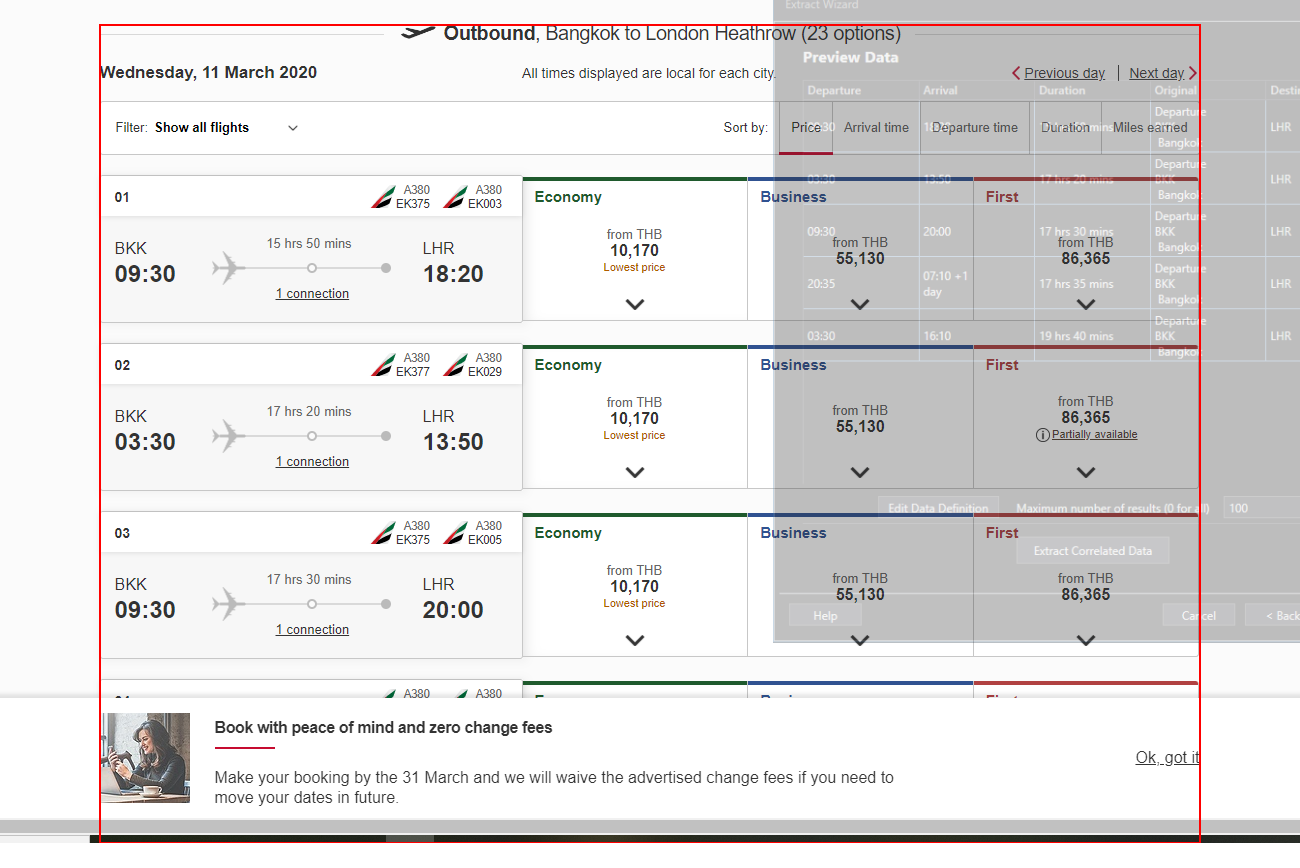 Extract Wizard
Outbound, Bangkok to London Heathrow (23 options)
Preview Data
Wednesday, 11 March 2020
All times displayed are local for each city.
Previous day | Next day
Departure Arrival Duration Original
Filter: Show all flights
Sort by: Price Arrival time Departure time Duration Miles earned
Departure
BKK
Bangkok
LHR
01
A380
EK375
A380
EK003
Economy
Business
First
BKK
09:30
15 hrs 50 mins
1 connection
LHR
18:20
from THB
10,170
Lowest price
from THB
55,130
from THB
86,365
03:30 13:50 17 hrs 20 mins
Departure
BKK
Bangkok
LHR
09:30 20:00 17 hrs 30 mins
Departure
BKK
Bangkok
LHR
20:35 07:10 +1
day
17 hrs 35 mins
Departure
BKK
Bangkok
LHR
03:30 16:10 19 hrs 40 mins
Departure
BKK
Bangkok
LHR
02
A380
EK377
A380
EK029
Economy
Business
First
BKK
03:30
17 hrs 20 mins
1 connection
LHR
13:50
from THB
10,170
Lowest price
from THB
55,130
from THB
86,365
Partially available
Edit Data Definition
Maximum number of results (0 for all) 100
Extract Correlated Data
03
A380
EK375
A380
EK005
Economy
Business
First
BKK
09:30
17 hrs 30 mins
1 connection
LHR
20:00
from THB
10,170
Lowest price
from THB
55,130
from THB
86,365
Help
Cancel
< Back
A380
A380
Book with peace of mind and zero change fees
Make your booking by the 31 March and we will waive the advertised change fees if you need to
move your dates in future.
Ok, got it